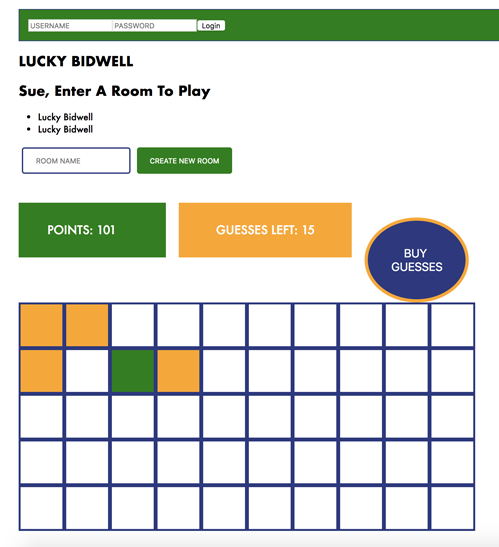 USERNAME PASSWORD Login
LUCKY BIDWELL
Sue, Enter A Room To Play
Lucky Bidwell
Lucky Bidwell
ROOM NAME CREATE NEW ROOM
POINTS: 101 GUESSES LEFT: 15
BUY
GUESSES